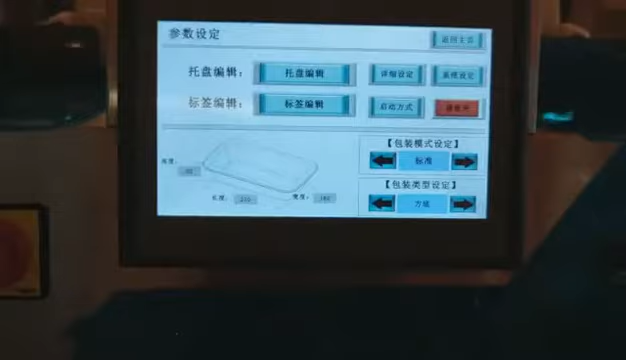 参数设定
返回主页
托盘编辑： 托盘编辑 详细设定 系统设定
标签编辑： 标签编辑 启动方式
【包装模式设定】
标准
高度：
【包装类型设定】
长度： 宽度：
方填